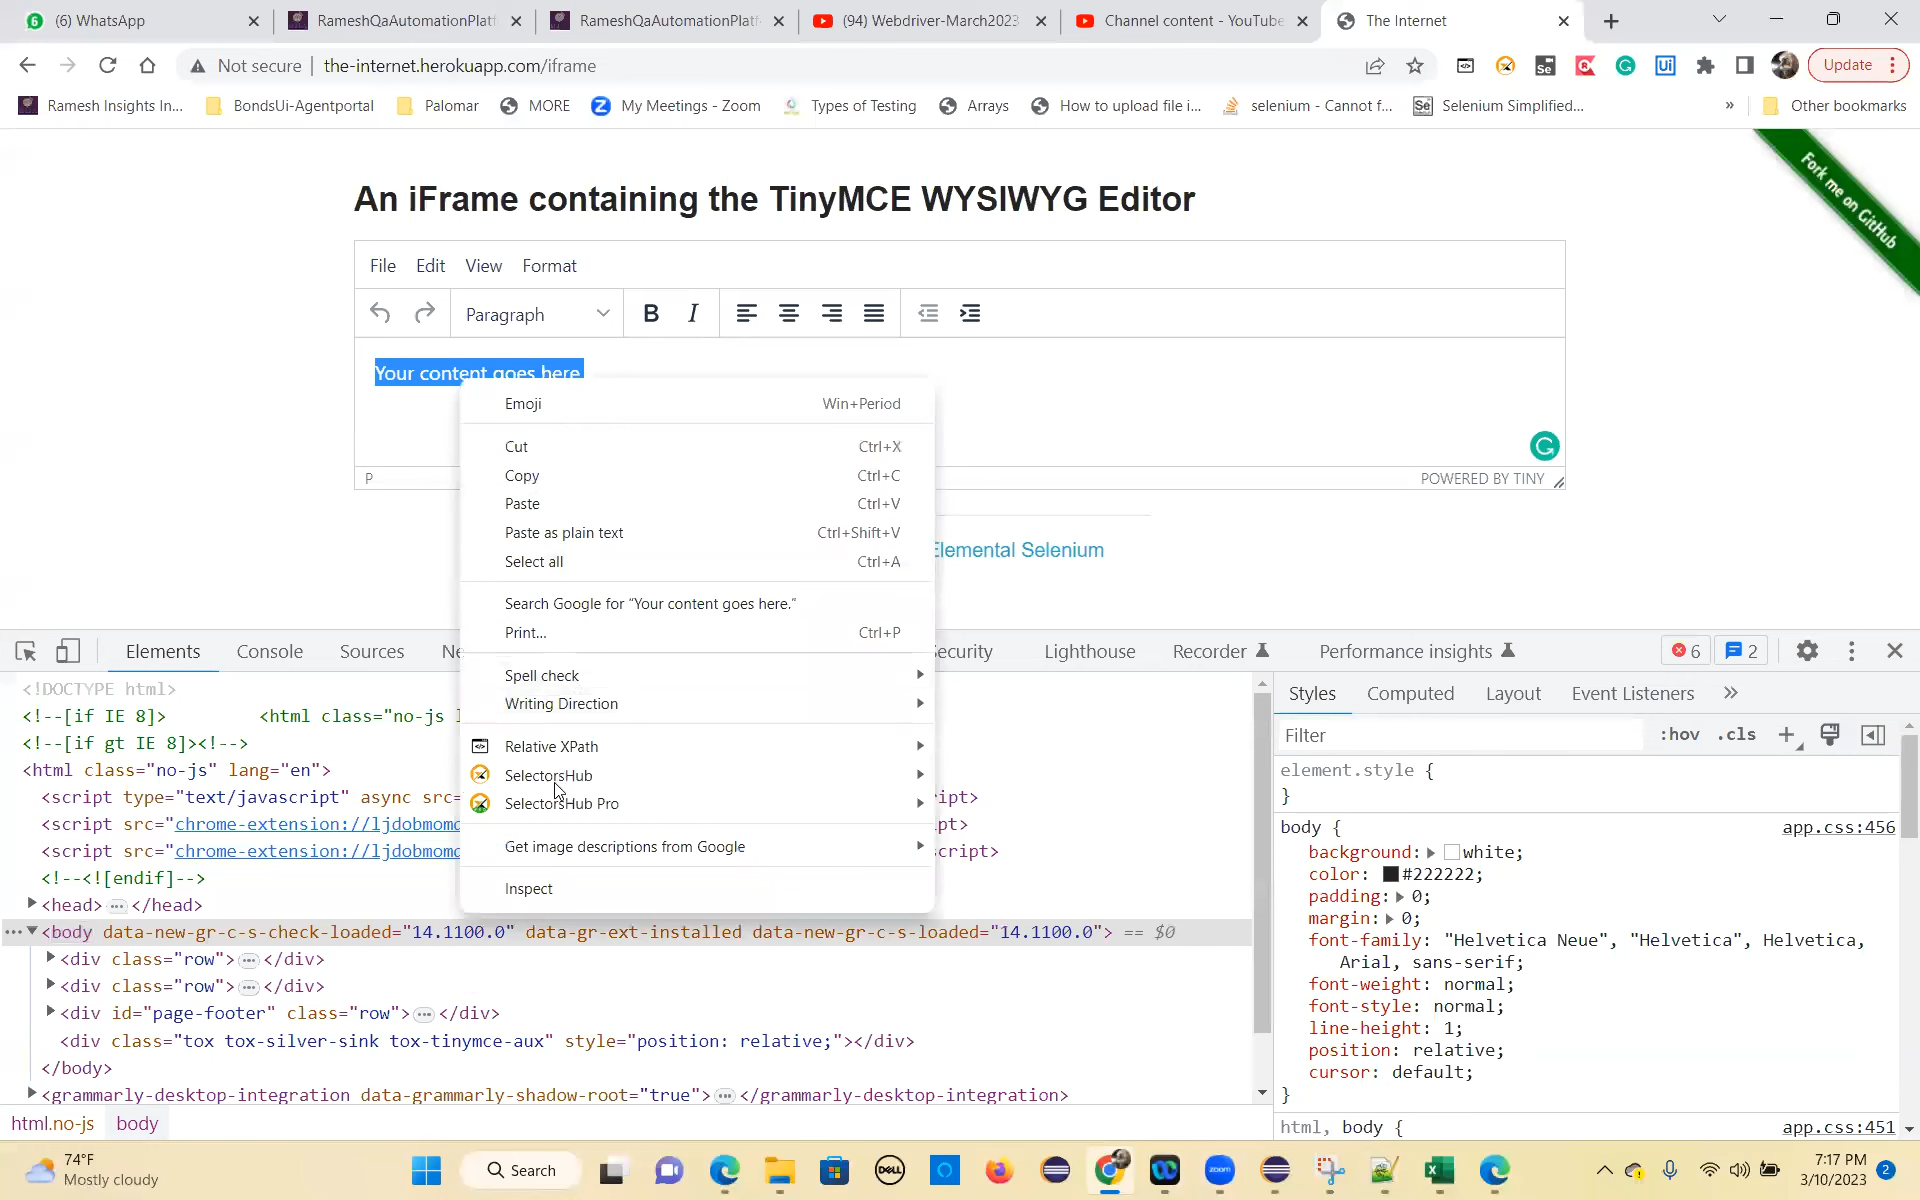 (6) WhatsApp
RameshQaAutomationPlatf
RameshQaAutomationPlatf
(94) Webdriver-March2023
Channel content - YouTube
The Internet
Not secure
the-internet.herokuapp.com/iframe
Update
Ramesh Insights In...
BondsUi-Agentportal
Palomar
MORE
My Meetings - Zoom
Types of Testing
Arrays
How to upload file i...
selenium - Cannot f...
Selenium Simplified...
»
Other bookmarks
Fork me on GitHub
An iFrame containing the TinyMCE WYSIWYG Editor
File Edit View Format
Paragraph
B I
Your content goes here.
P
POWERED BY TINY
Elemental Selenium
Emoji Win+Period
Cut Ctrl+X
Copy Ctrl+C
Paste Ctrl+V
Paste as plain text Ctrl+Shift+V
Select all Ctrl+A
Search Google for “Your content goes here.”
Print... Ctrl+P
Spell check
Writing Direction
Relative XPath
SelectorsHub
SelectorsHub Pro
Get image descriptions from Google
Inspect
Elements Console Sources Ne ecurity Lighthouse Recorder Performance insights 6 2
<!DOCTYPE html>
<!--[if IE 8]> <html class="no-js l
<!--[if gt IE 8]><!-->
<html class="no-js" lang="en">
<script type="text/javascript" async src= ipt>
<script src="chrome-extension://ljdobmomd pt>
<script src="chrome-extension://ljdobmomd cript>
<!--<![endif]-->
<head> … </head>
… <body data-new-gr-c-s-check-loaded="14.1100.0" data-gr-ext-installed data-new-gr-c-s-loaded="14.1100.0"> == $0
<div class="row"> … </div>
<div class="row"> … </div>
<div id="page-footer" class="row"> … </div>
<div class="tox tox-silver-sink tox-tinymce-aux" style="position: relative;"></div>
</body>
<grammarly-desktop-integration data-grammarly-shadow-root="true"> … </grammarly-desktop-integration>
html.no-js body
Styles Computed Layout Event Listeners »
Filter :hov .cls +
element.style {
}
body { app.css:456
background: white;
color: #222222;
padding: 0;
margin: 0;
font-family: "Helvetica Neue", "Helvetica", Helvetica,
Arial, sans-serif;
font-weight: normal;
font-style: normal;
line-height: 1;
position: relative;
cursor: default;
}
html, body { app.css:451
74°F
Mostly cloudy
Search
DELL
zoom
7:17 PM
3/10/2023
2